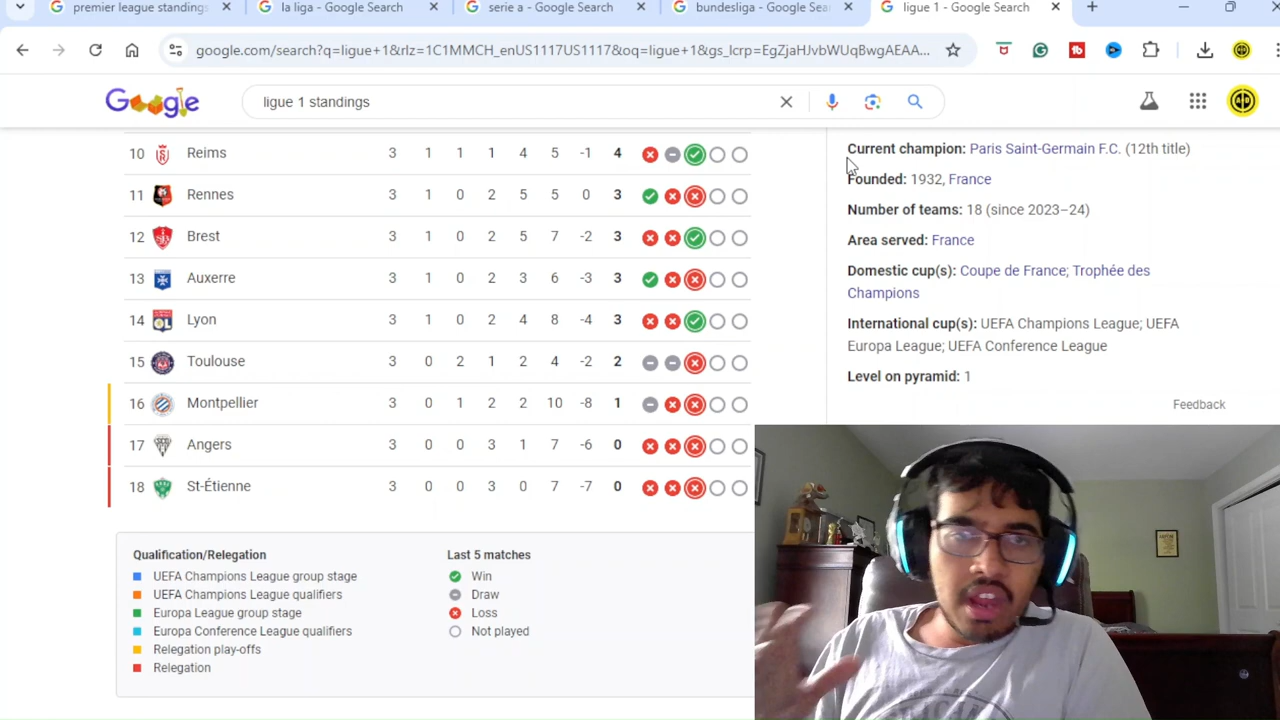 premier league standings
la liga - Google Search
serie a - Google Search
bundesliga - Google Sea
ligue 1 - Google Search
google.com/search?q=ligue+1&rlz=1C1MMCH_enUS1117US1117&oq=ligue+1&gs_lcrp=EgZjaHJvbWUqBwgAEAA...
Google
ligue 1 standings
10 Reims 3 1 1 1 4 5 -1 4
11 Rennes 3 1 0 2 5 5 0 3
12 Brest 3 1 0 2 5 7 -2 3
13 Auxerre 3 1 0 2 3 6 -3 3
14 Lyon 3 1 0 2 4 8 -4 3
15 Toulouse 3 0 2 1 2 4 -2 2
16 Montpellier 3 0 1 2 2 10 -8 1
17 Angers 3 0 0 3 1 7 -6 0
18 St-Étienne 3 0 0 3 0 7 -7 0
Qualification/Relegation
UEFA Champions League group stage
UEFA Champions League qualifiers
Europa League group stage
Europa Conference League qualifiers
Relegation play-offs
Relegation
Last 5 matches
Win
Draw
Loss
Not played
Current champion: Paris Saint-Germain F.C. (12th title)
Founded: 1932, France
Number of teams: 18 (since 2023–24)
Area served: France
Domestic cup(s): Coupe de France; Trophée des
Champions
International cup(s): UEFA Champions League; UEFA
Europa League; UEFA Conference League
Level on pyramid: 1
Feedback